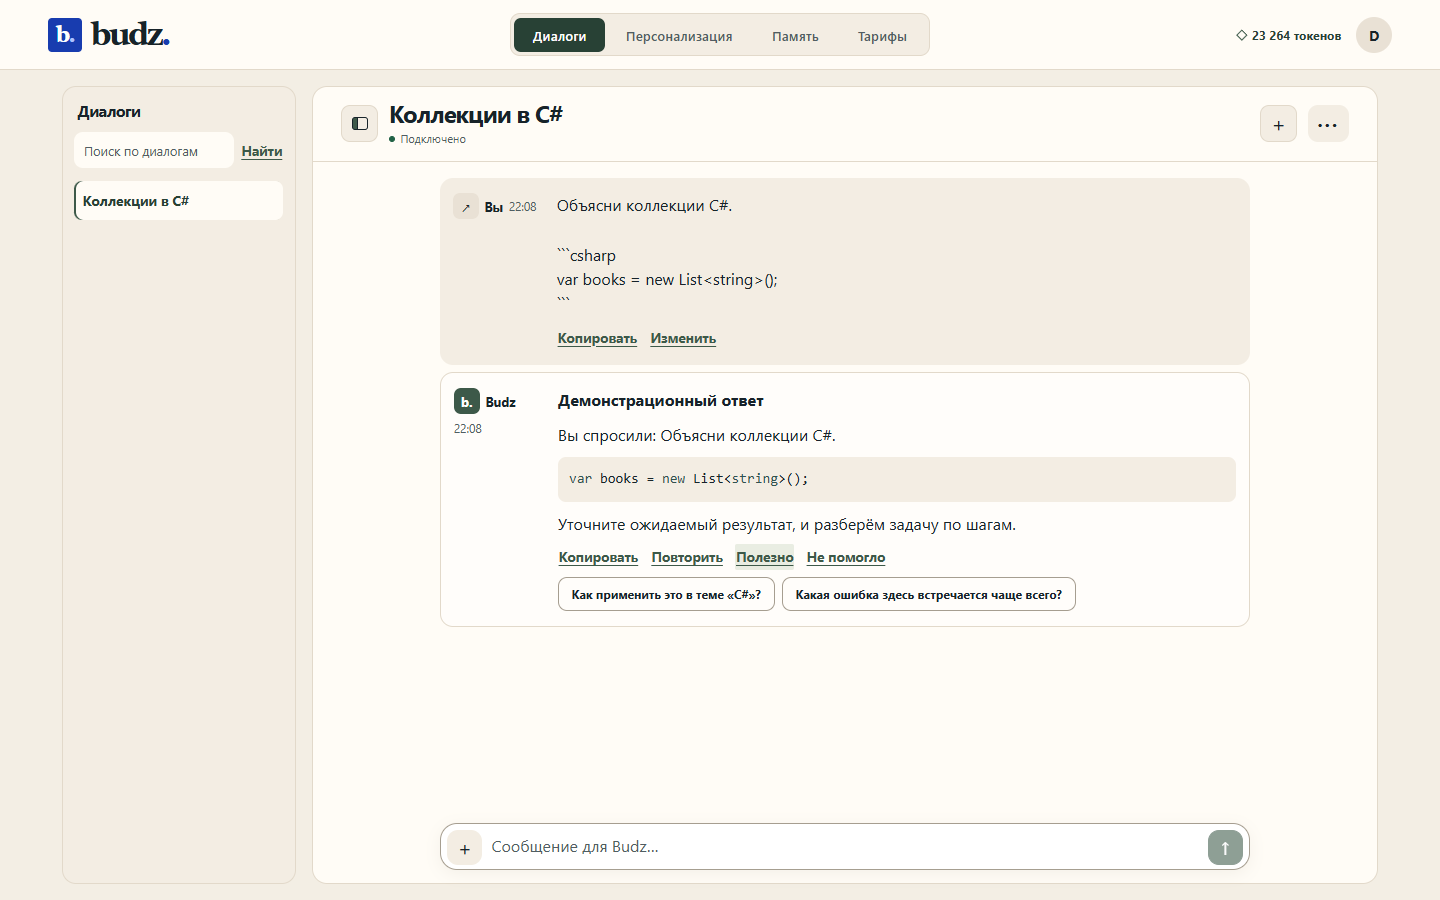 b. budz.
Диалоги
Персонализация
Память
Тарифы
◇ 23 264 токенов
D
Диалоги
Поиск по диалогам
Найти
Коллекции в C#
Коллекции в C#
Подключено
+
...
↗ Вы 22:08
Объясни коллекции C#.
```csharp
var books = new List<string>();
```
Копировать Изменить
b. Budz
22:08
Демонстрационный ответ
Вы спросили: Объясни коллекции C#.
var books = new List<string>();
Уточните ожидаемый результат, и разберём задачу по шагам.
Копировать Повторить Полезно Не помогло
Как применить это в теме «C#»?
Какая ошибка здесь встречается чаще всего?
+ Сообщение для Budz... ↑